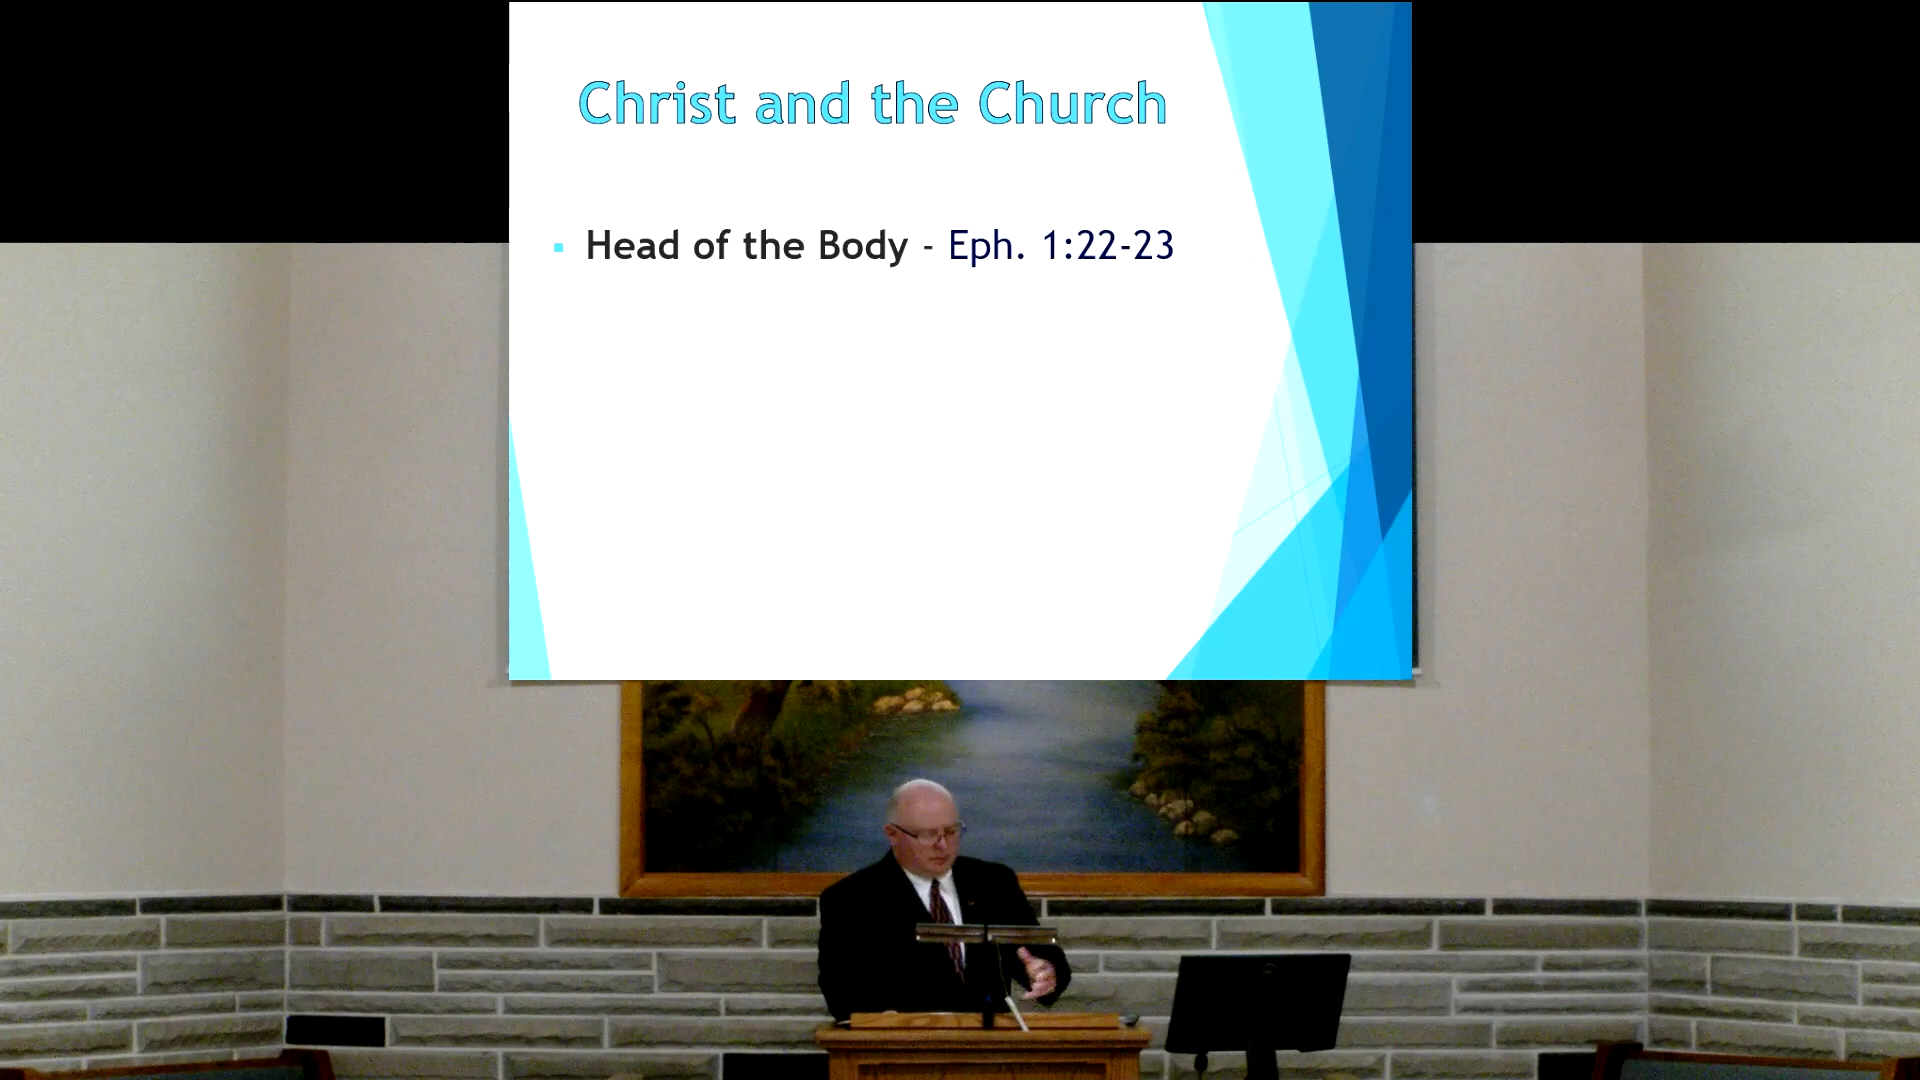 Christ and the Church
▪ Head of the Body - Eph. 1:22-23